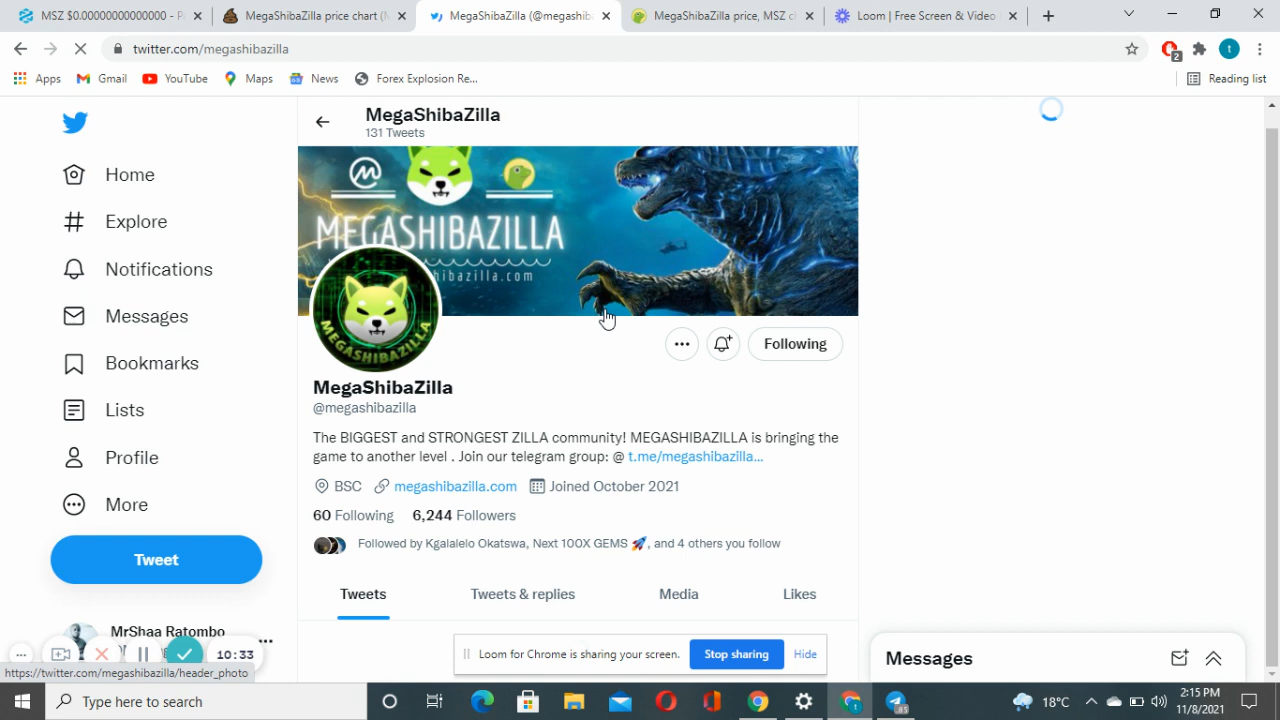 MSZ $0.0000000000000 - P
MegaShibaZilla price chart (M
MegaShibaZilla (@megashib
MegaShibaZilla price, MSZ c
Loom | Free Screen & Video
twitter.com/megashibazilla
2
t
Apps
Gmail
YouTube
Maps
News
Forex Explosion Re...
Reading list
MegaShibaZilla
131 Tweets
Home
Explore
Notifications
Messages
Bookmarks
Lists
Profile
More
Tweet
MEGASHIBAZILLA
hibazilla.com
MEGASHIBAZILLA
Following
MegaShibaZilla
@megashibazilla
The BIGGEST and STRONGEST ZILLA community! MEGASHIBAZILLA is bringing the
game to another level . Join our telegram group: @ t.me/megashibazilla...
BSC megashibazilla.com Joined October 2021
60 Following 6,244 Followers
Followed by Kgalalelo Okatswa, Next 100X GEMS 🚀, and 4 others you follow
Tweets Tweets & replies Media Likes
MrShaa Ratombo
10:33
Loom for Chrome is sharing your screen. Stop sharing Hide
Messages
https://twitter.com/megashibazilla/header_photo
Type here to search
18°C
2:15 PM
11/8/2021